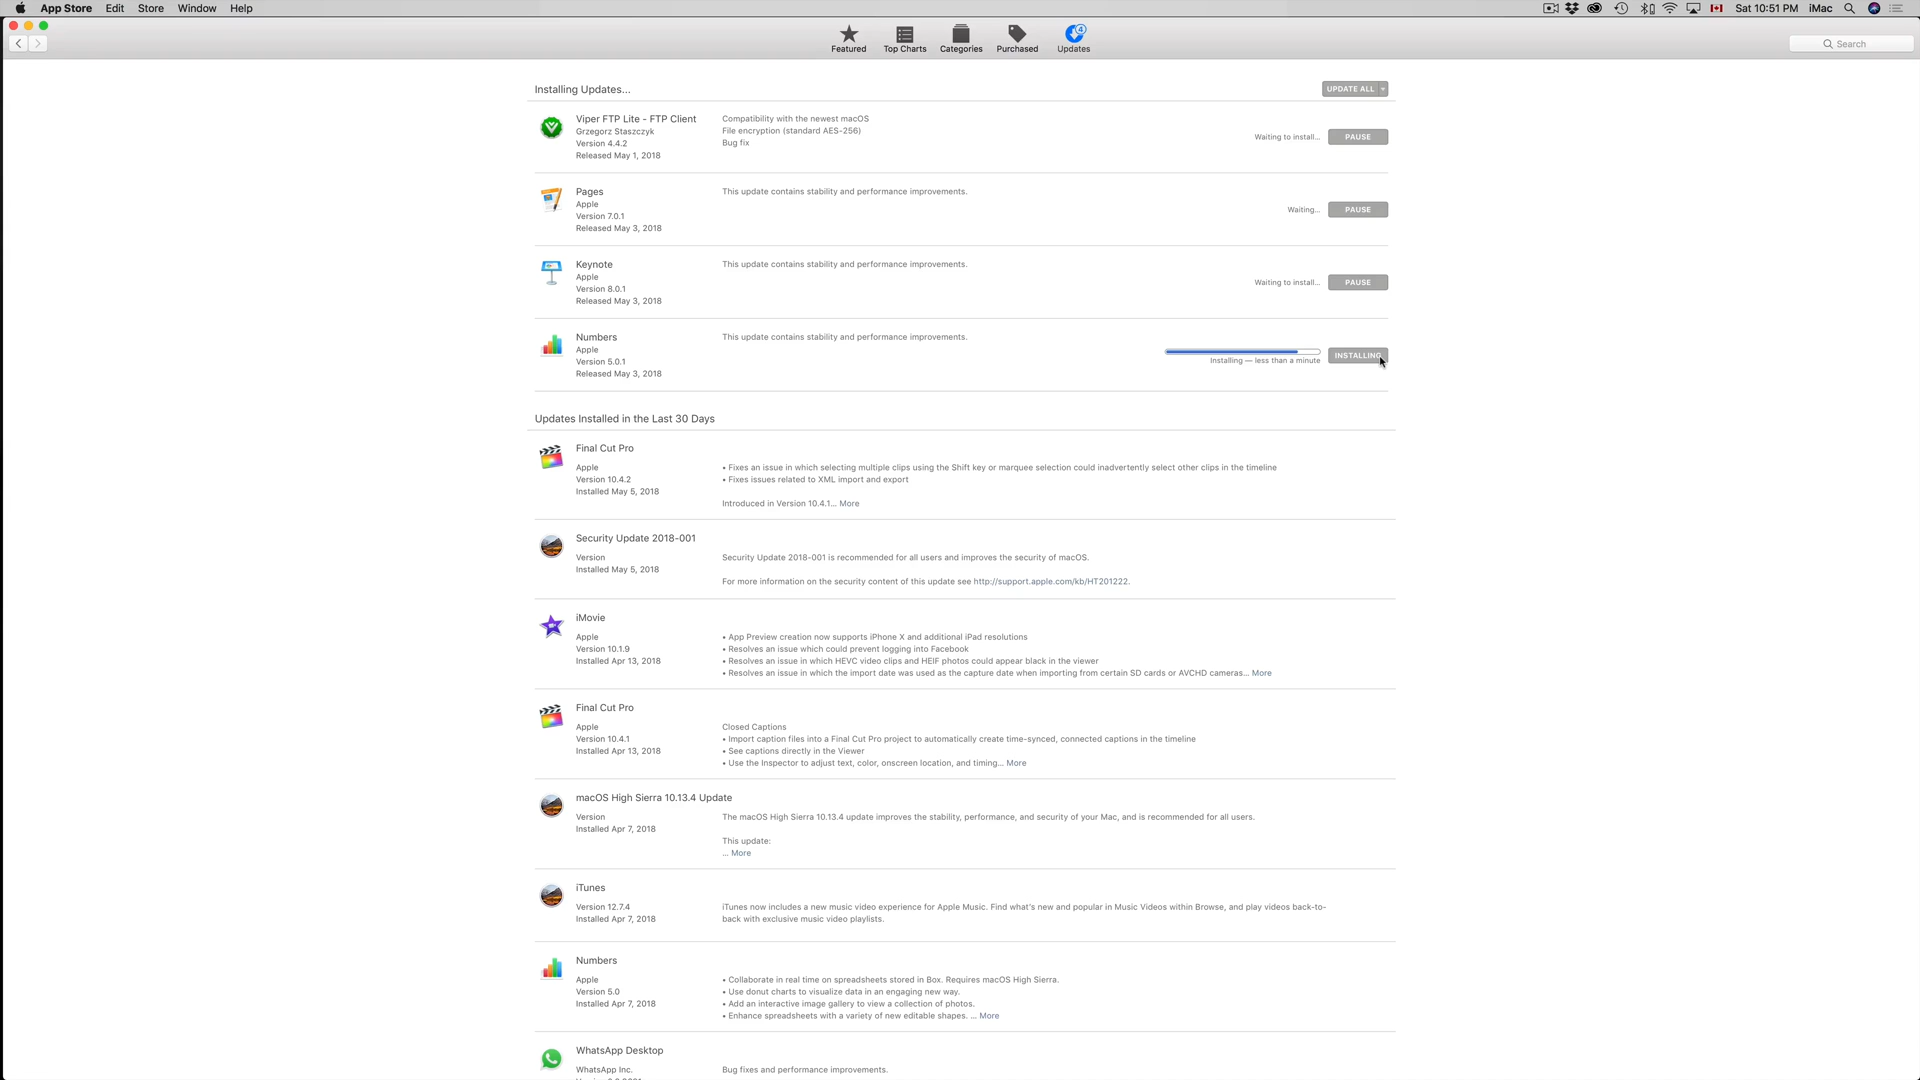 App Store Edit Store Window Help
Sat 10:51 PM iMac
Featured Top Charts Categories Purchased Updates
4
Search
Installing Updates...
UPDATE ALL
Viper FTP Lite - FTP Client
Grzegorz Staszczyk
Version 4.4.2
Released May 1, 2018
Compatibility with the newest macOS
File encryption (standard AES-256)
Bug fix
Waiting to install...
PAUSE
Pages
Apple
Version 7.0.1
Released May 3, 2018
This update contains stability and performance improvements.
Waiting...
PAUSE
Keynote
Apple
Version 8.0.1
Released May 3, 2018
This update contains stability and performance improvements.
Waiting to install...
PAUSE
Numbers
Apple
Version 5.0.1
Released May 3, 2018
This update contains stability and performance improvements.
Installing — less than a minute
INSTALLING
Updates Installed in the Last 30 Days
Final Cut Pro
Apple
Version 10.4.2
Installed May 5, 2018
• Fixes an issue in which selecting multiple clips using the Shift key or marquee selection could inadvertently select other clips in the timeline
• Fixes issues related to XML import and export
Introduced in Version 10.4.1... More
Security Update 2018-001
Version
Installed May 5, 2018
Security Update 2018-001 is recommended for all users and improves the security of macOS.
For more information on the security content of this update see http://support.apple.com/kb/HT201222.
iMovie
Apple
Version 10.1.9
Installed Apr 13, 2018
• App Preview creation now supports iPhone X and additional iPad resolutions
• Resolves an issue which could prevent logging into Facebook
• Resolves an issue in which HEVC video clips and HEIF photos could appear black in the viewer
• Resolves an issue in which the import date was used as the capture date when importing from certain SD cards or AVCHD cameras... More
Final Cut Pro
Apple
Version 10.4.1
Installed Apr 13, 2018
Closed Captions
• Import caption files into a Final Cut Pro project to automatically create time-synced, connected captions in the timeline
• See captions directly in the Viewer
• Use the Inspector to adjust text, color, onscreen location, and timing... More
macOS High Sierra 10.13.4 Update
Version
Installed Apr 7, 2018
The macOS High Sierra 10.13.4 update improves the stability, performance, and security of your Mac, and is recommended for all users.
This update:
... More
iTunes
Version 12.7.4
Installed Apr 7, 2018
iTunes now includes a new music video experience for Apple Music. Find what's new and popular in Music Videos within Browse, and play videos back-to-
back with exclusive music video playlists.
Numbers
Apple
Version 5.0
Installed Apr 7, 2018
• Collaborate in real time on spreadsheets stored in Box. Requires macOS High Sierra.
• Use donut charts to visualize data in an engaging new way.
• Add an interactive image gallery to view a collection of photos.
• Enhance spreadsheets with a variety of new editable shapes. ... More
WhatsApp Desktop
WhatsApp Inc.
Bug fixes and performance improvements.